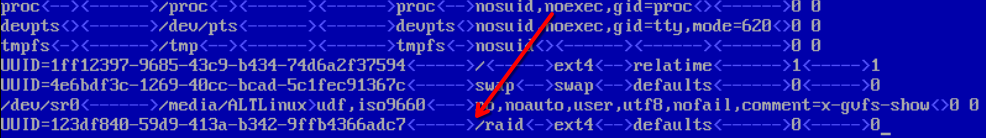 proc<--><------>/proc<--><------><------>proc<-->nosuid,noexec,gid=proc<><------>0 0
devpts<><------>/dev/pts<------><------>devpts<>nosuid,noexec,gid=tty,mode=620<>0 0
tmpfs<-><------>/tmp<--><------><------>tmpfs<->nosuid<><------><------><------>0 0
UUID=1ff12397-9685-43c9-b434-74d6a2f37594<----->/<----->ext4<-->relatime<------>1<----->1
UUID=4e6bdf3c-1269-40cc-bcad-5c1fec91367c<----->swap<-->swap<-->defaults<------>0<----->0
/dev/sr0<------>/media/ALTLinux>udf,iso9660<--->ro,noauto,user,utf8,nofail,comment=x-gvfs-show<>0 0
UUID=123df840-59d9-413a-b342-9ffb4366adc7<----->/raid<->ext4<-->defaults<------>0<----->0